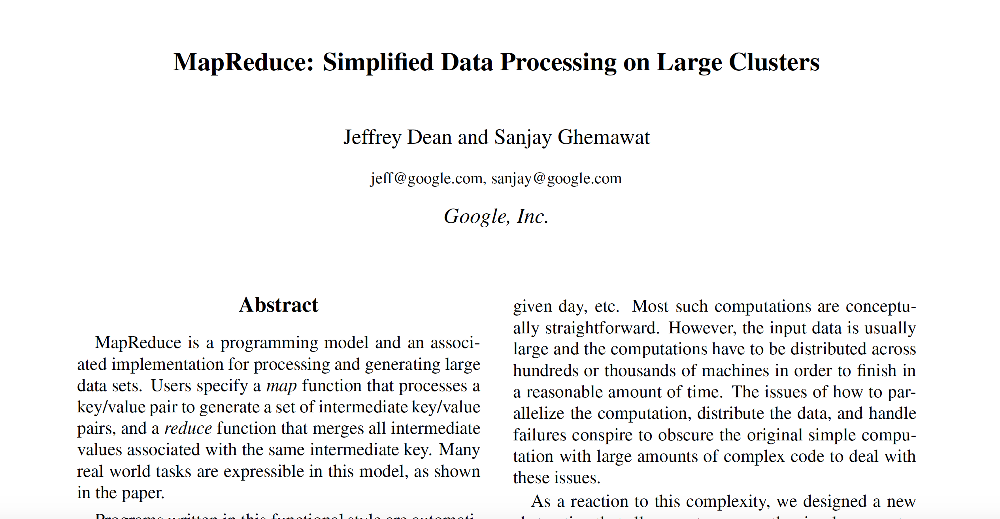 MapReduce: Simplified Data Processing on Large Clusters
Jeffrey Dean and Sanjay Ghemawat
jeff@google.com, sanjay@google.com
Google, Inc.
Abstract
MapReduce is a programming model and an associ-
ated implementation for processing and generating large
data sets. Users specify a map function that processes a
key/value pair to generate a set of intermediate key/value
pairs, and a reduce function that merges all intermediate
values associated with the same intermediate key. Many
real world tasks are expressible in this model, as shown
in the paper.
Programs written in this functional style are automati-
given day, etc. Most such computations are conceptu-
ally straightforward. However, the input data is usually
large and the computations have to be distributed across
hundreds or thousands of machines in order to finish in
a reasonable amount of time. The issues of how to par-
allelize the computation, distribute the data, and handle
failures conspire to obscure the original simple compu-
tation with large amounts of complex code to deal with
these issues.
As a reaction to this complexity, we designed a new